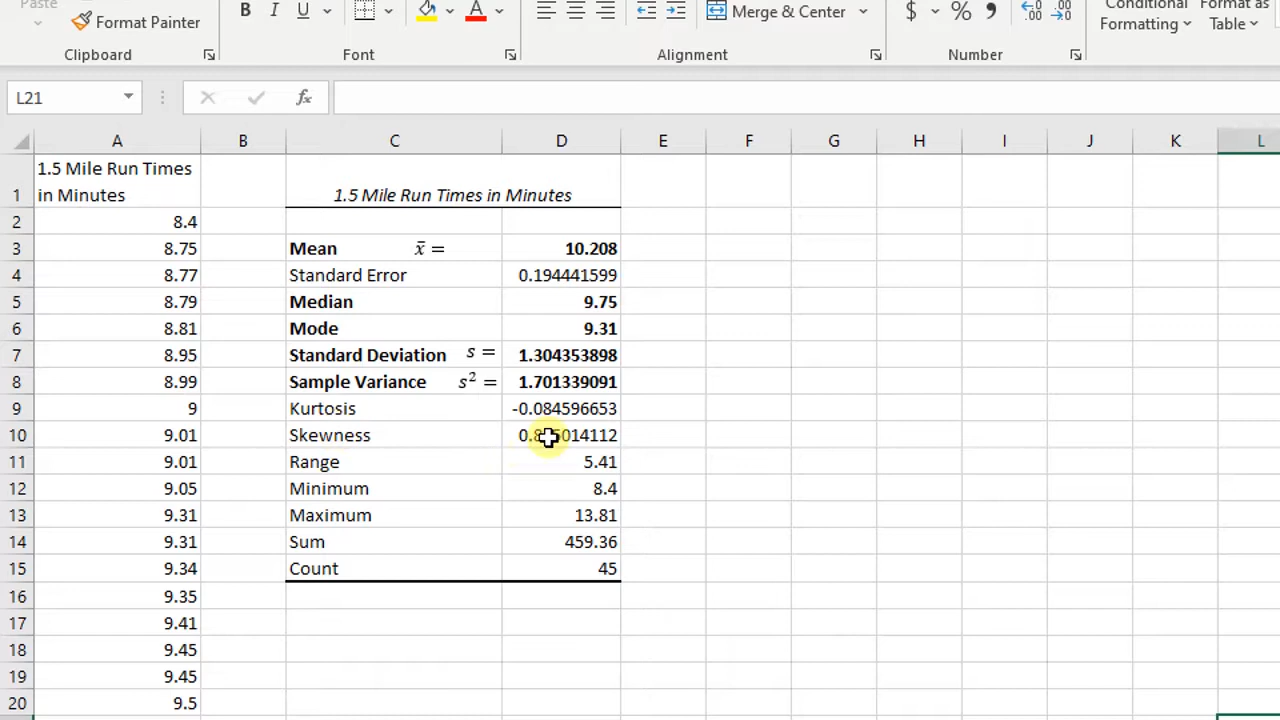 Paste
Format Painter
B I U A
Merge & Center
$ % 9
Conditional Format as
Formatting Table
Clipboard Font Alignment Number
L21 fx
A B C D E F G H I J K L
1.5 Mile Run Times
1 in Minutes 1.5 Mile Run Times in Minutes
2 8.4
3 8.75 Mean x̄ = 10.208
4 8.77 Standard Error 0.194441599
5 8.79 Median 9.75
6 8.81 Mode 9.31
7 8.95 Standard Deviation s = 1.304353898
8 8.99 Sample Variance s² = 1.701339091
9 9 Kurtosis -0.084596653
10 9.01 Skewness
11 9.01 Range 5.41
12 9.05 Minimum 8.4
13 9.31 Maximum 13.81
14 9.31 Sum 459.36
15 9.34 Count 45
16 9.35
17 9.41
18 9.45
19 9.45
20 9.5